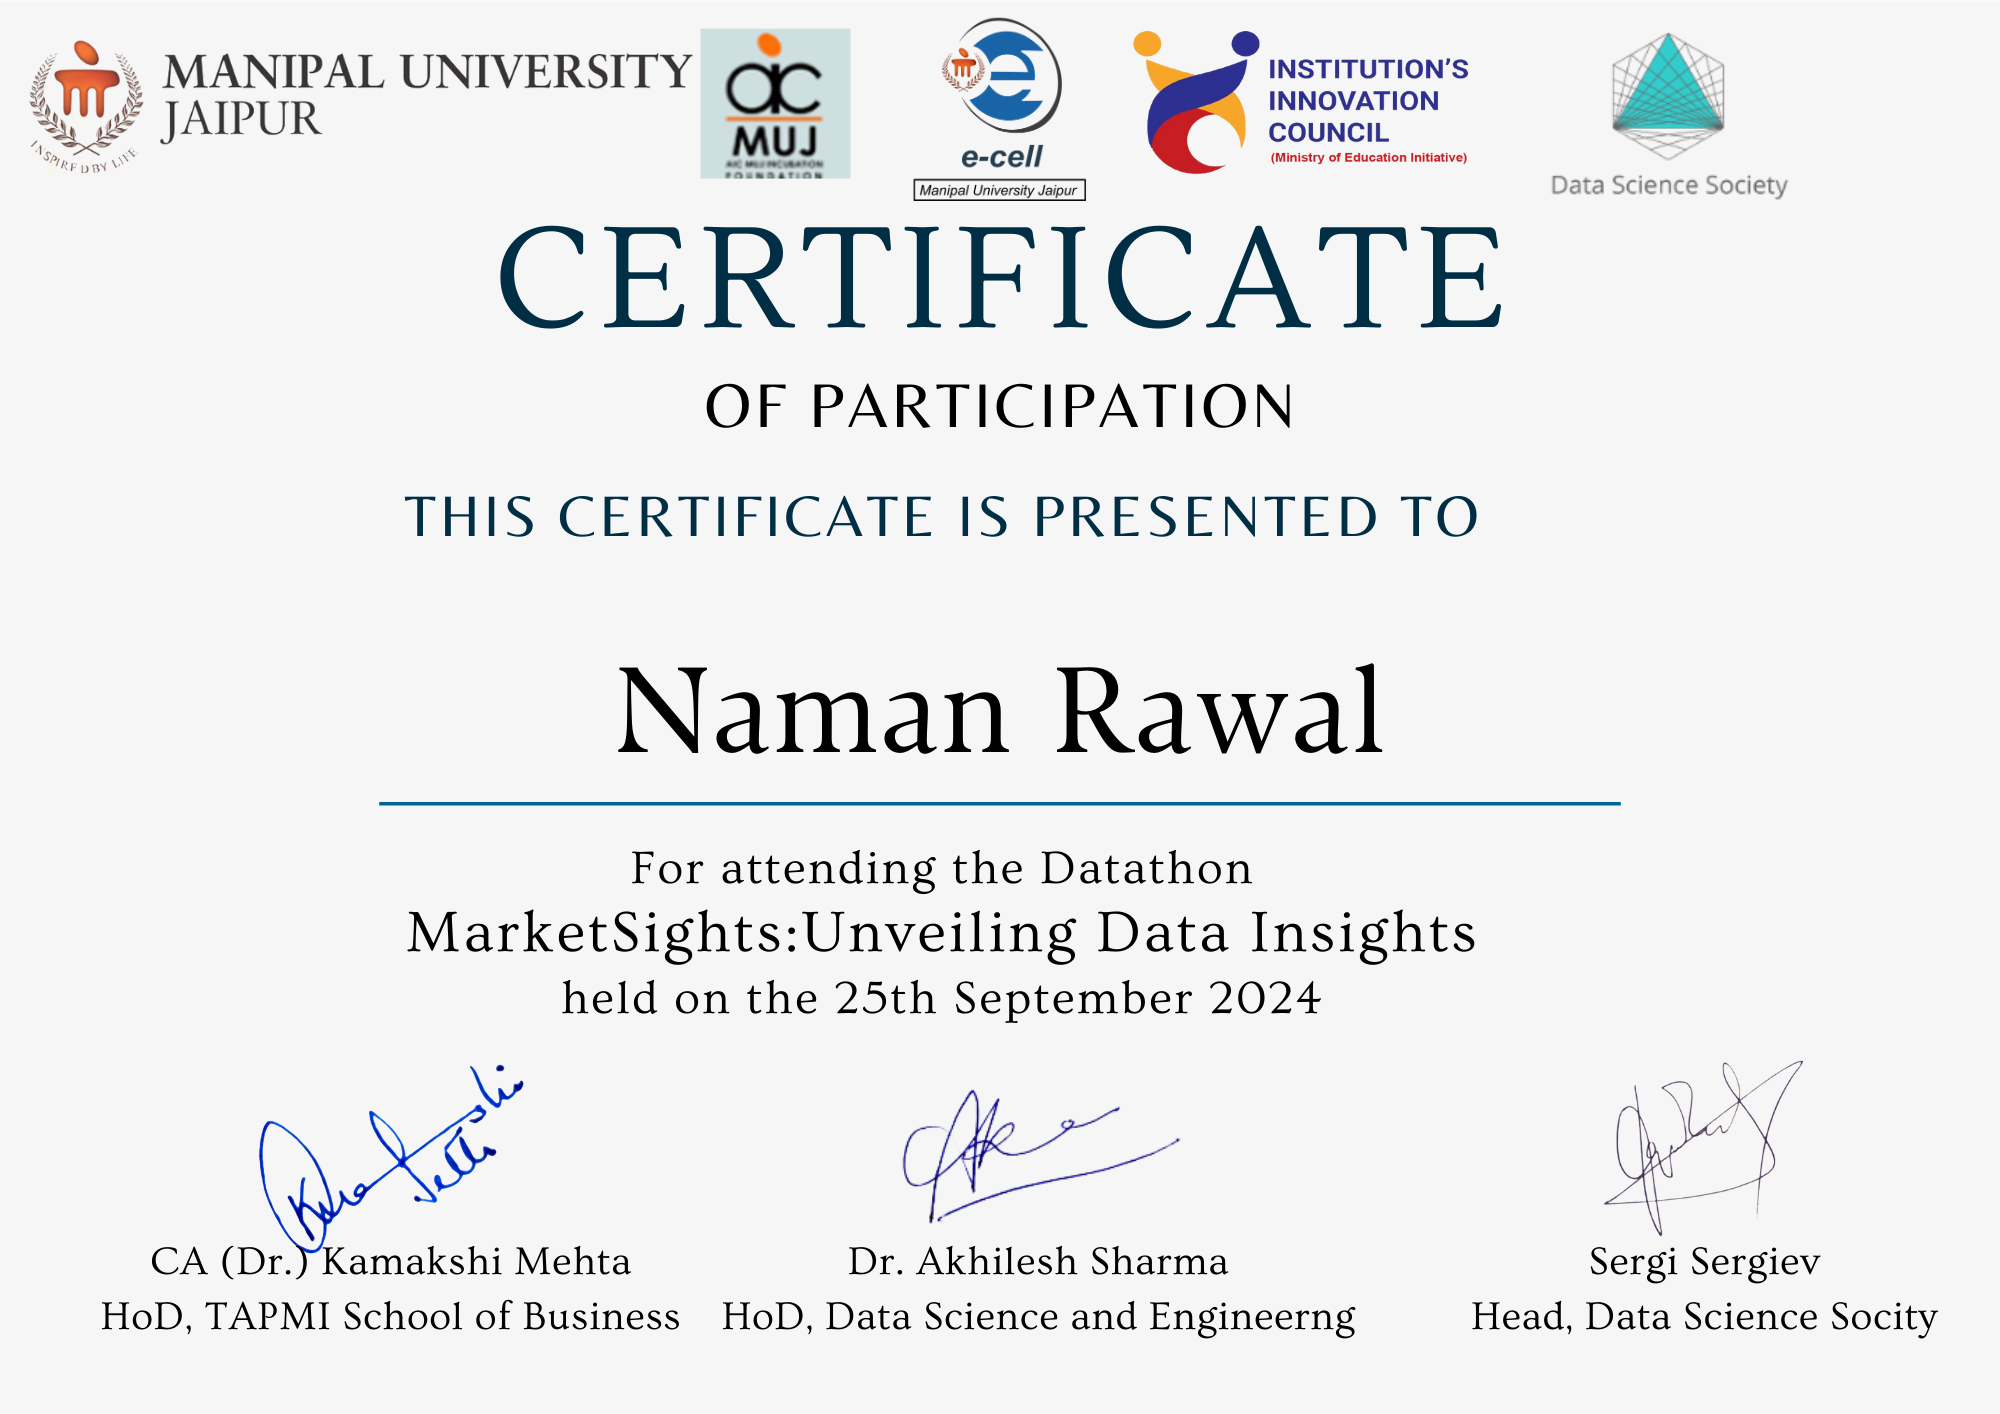 MANIPAL UNIVERSITY
JAIPUR
INSPIRED BY LIFE
aic
MUJ
AIC MUJ INCUBATION
FOUNDATION
e
e-cell
Manipal University Jaipur
INSTITUTION'S
INNOVATION
COUNCIL
(Ministry of Education Initiative)
Data Science Society
CERTIFICATE
OF PARTICIPATION
THIS CERTIFICATE IS PRESENTED TO
Naman Rawal
For attending the Datathon
MarketSights:Unveiling Data Insights
held on the 25th September 2024
CA (Dr.) Kamakshi Mehta
HoD, TAPMI School of Business
Dr. Akhilesh Sharma
HoD, Data Science and Engineerng
Sergi Sergiev
Head, Data Science Socity